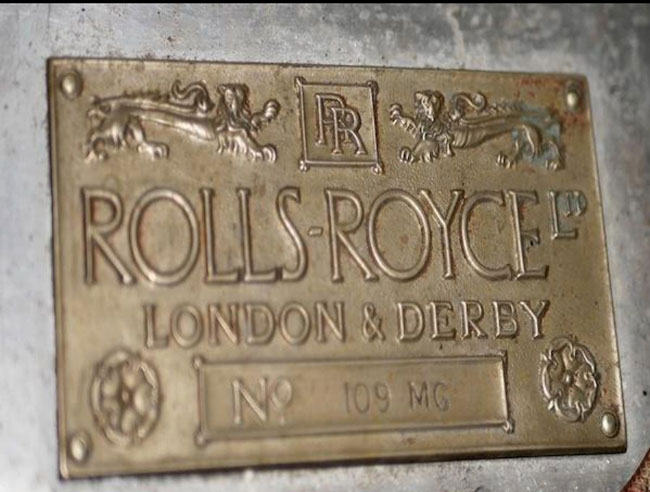 RR
ROLLS-ROYCE LTD
LONDON & DERBY
No 109 MG